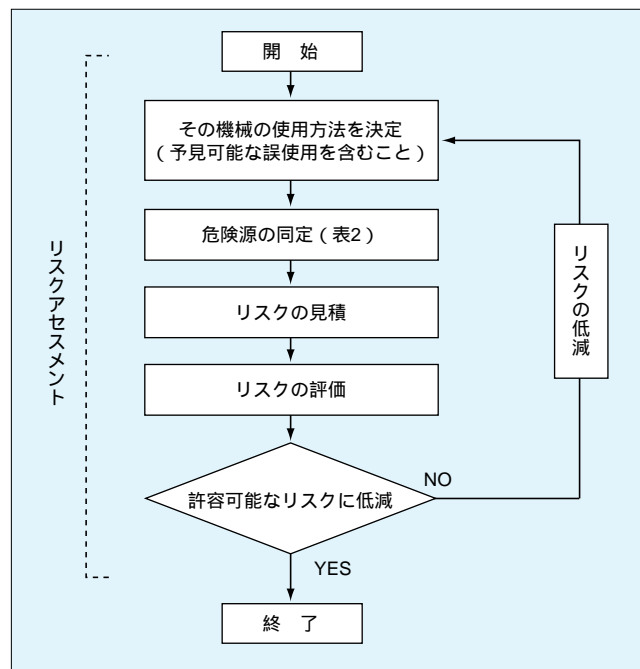 開 始
その機械の使用方法を決定
（予見可能な誤使用を含むこと）
危険源の同定（表2）
リスクの見積
リスクの評価
許容可能なリスクに低減
NO
YES
終 了
リスクアセスメント
リスクの低減